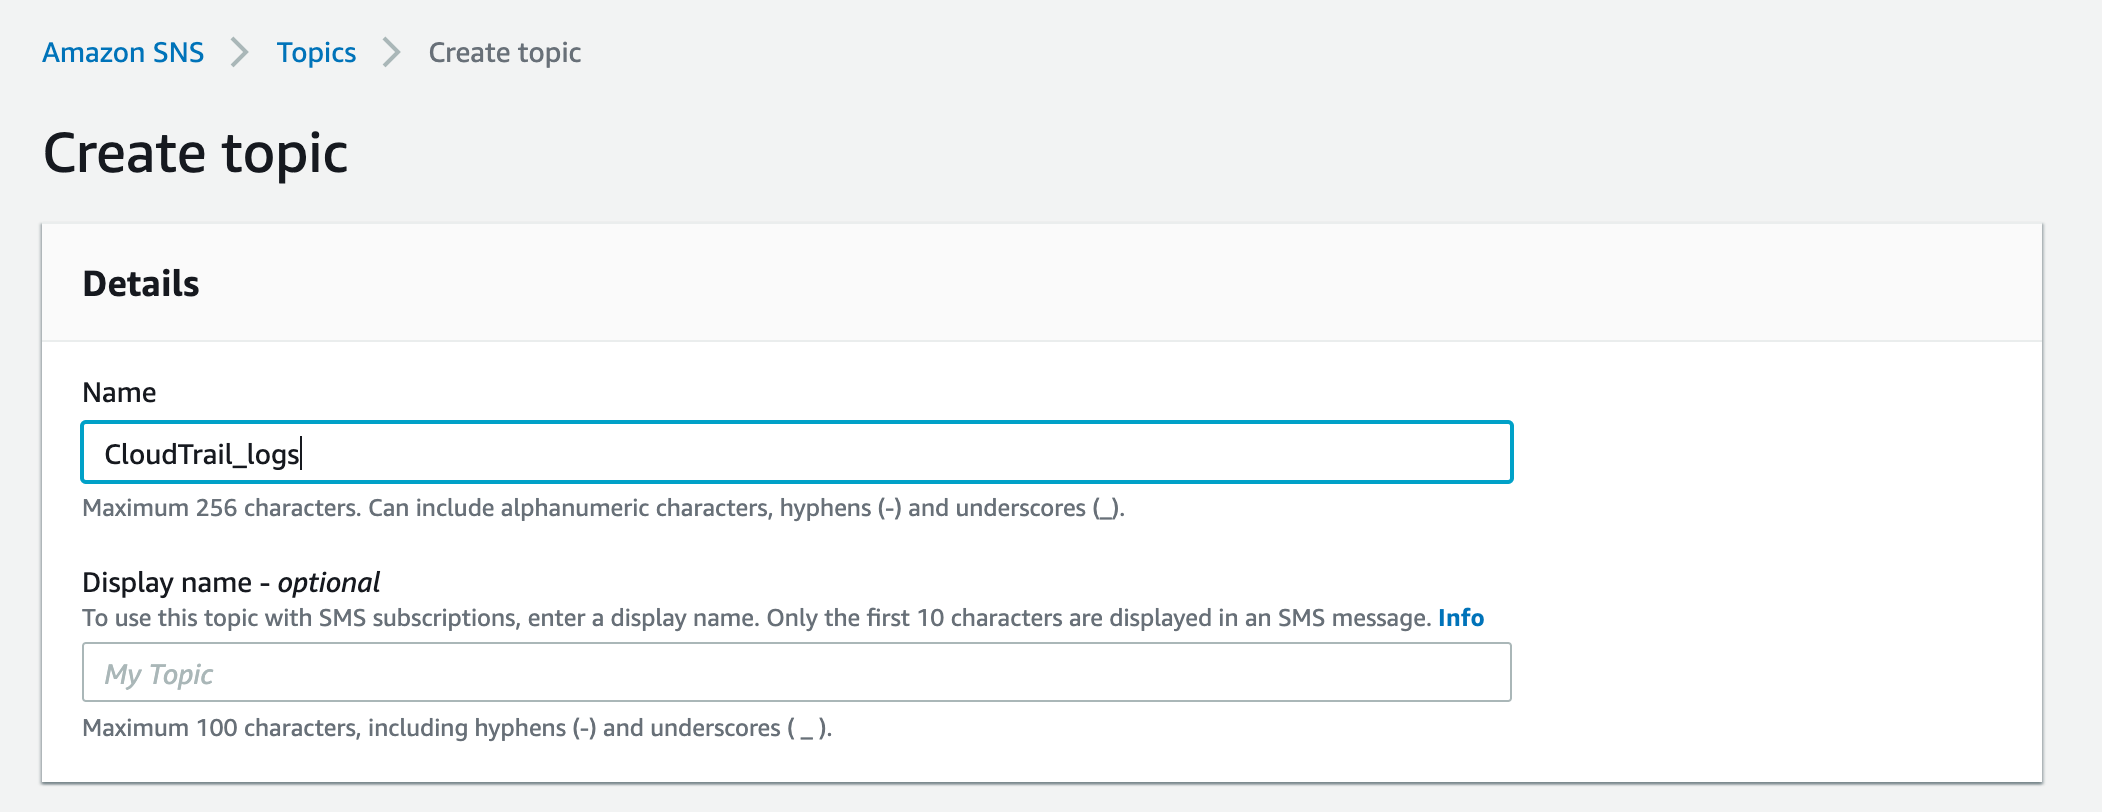 Amazon SNS > Topics > Create topic
Create topic
Details
Name
CloudTrail_logs
Maximum 256 characters. Can include alphanumeric characters, hyphens (-) and underscores (_).
Display name - optional
To use this topic with SMS subscriptions, enter a display name. Only the first 10 characters are displayed in an SMS message. Info
My Topic
Maximum 100 characters, including hyphens (-) and underscores ( _ ).